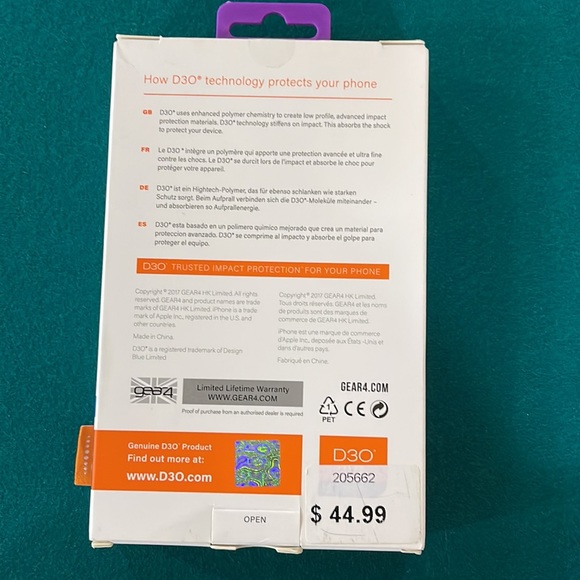 How D3O® technology protects your phone
GB D3O® uses enhanced polymer chemistry to create low profile, advanced impact
protection materials. D3O® technology stiffens on impact. This absorbs the shock
to protect your device.
FR Le D3O® intègre un polymère qui apporte une protection avancée et ultra fine
contre les chocs. Le D3O® se durcit lors de l'impact et absorbe le choc pour
protéger votre appareil.
DE D3O® ist ein Hightech-Polymer, das für ebenso schlanken wie starken
Schutz sorgt. Beim Aufprall verbinden sich die D3O®-Moleküle miteinander –
und absorbieren so Aufprallenergie.
ES D3O® esta basado en un polimero quimico mejorado que crea un material para
proteccion avanzado. D3O® se comprime al impacto y absorbe el golpe para
proteger el equipo.
D3O TRUSTED IMPACT PROTECTION™ FOR YOUR PHONE
Copyright © 2017 GEAR4 HK Limited. All rights
reserved. GEAR4 and product names are trade
marks of GEAR4 HK Limited. iPhone is a trade
mark of Apple Inc., registered in the U.S. and
other countries.
Made in China.
D3O® is a registered trademark of Design
Blue Limited
Copyright © 2017 GEAR4 HK Limited.
Tous droits réservés. GEAR4 et les noms
de produits sont des marques de
commerce de GEAR4 HK Limited.
iPhone est une marque de commerce
d'Apple Inc., déposée aux États -Unis et
dans d'autres pays.
Fabriqué en Chine.
gear4
Limited Lifetime Warranty
WWW.GEAR4.COM
Proof of purchase from an authorised dealer is required
GEAR4.COM
1
PET
CE
Genuine D3O® Product
Find out more at:
www.D3O.com
D3O®
205662
$ 44.99
OPEN